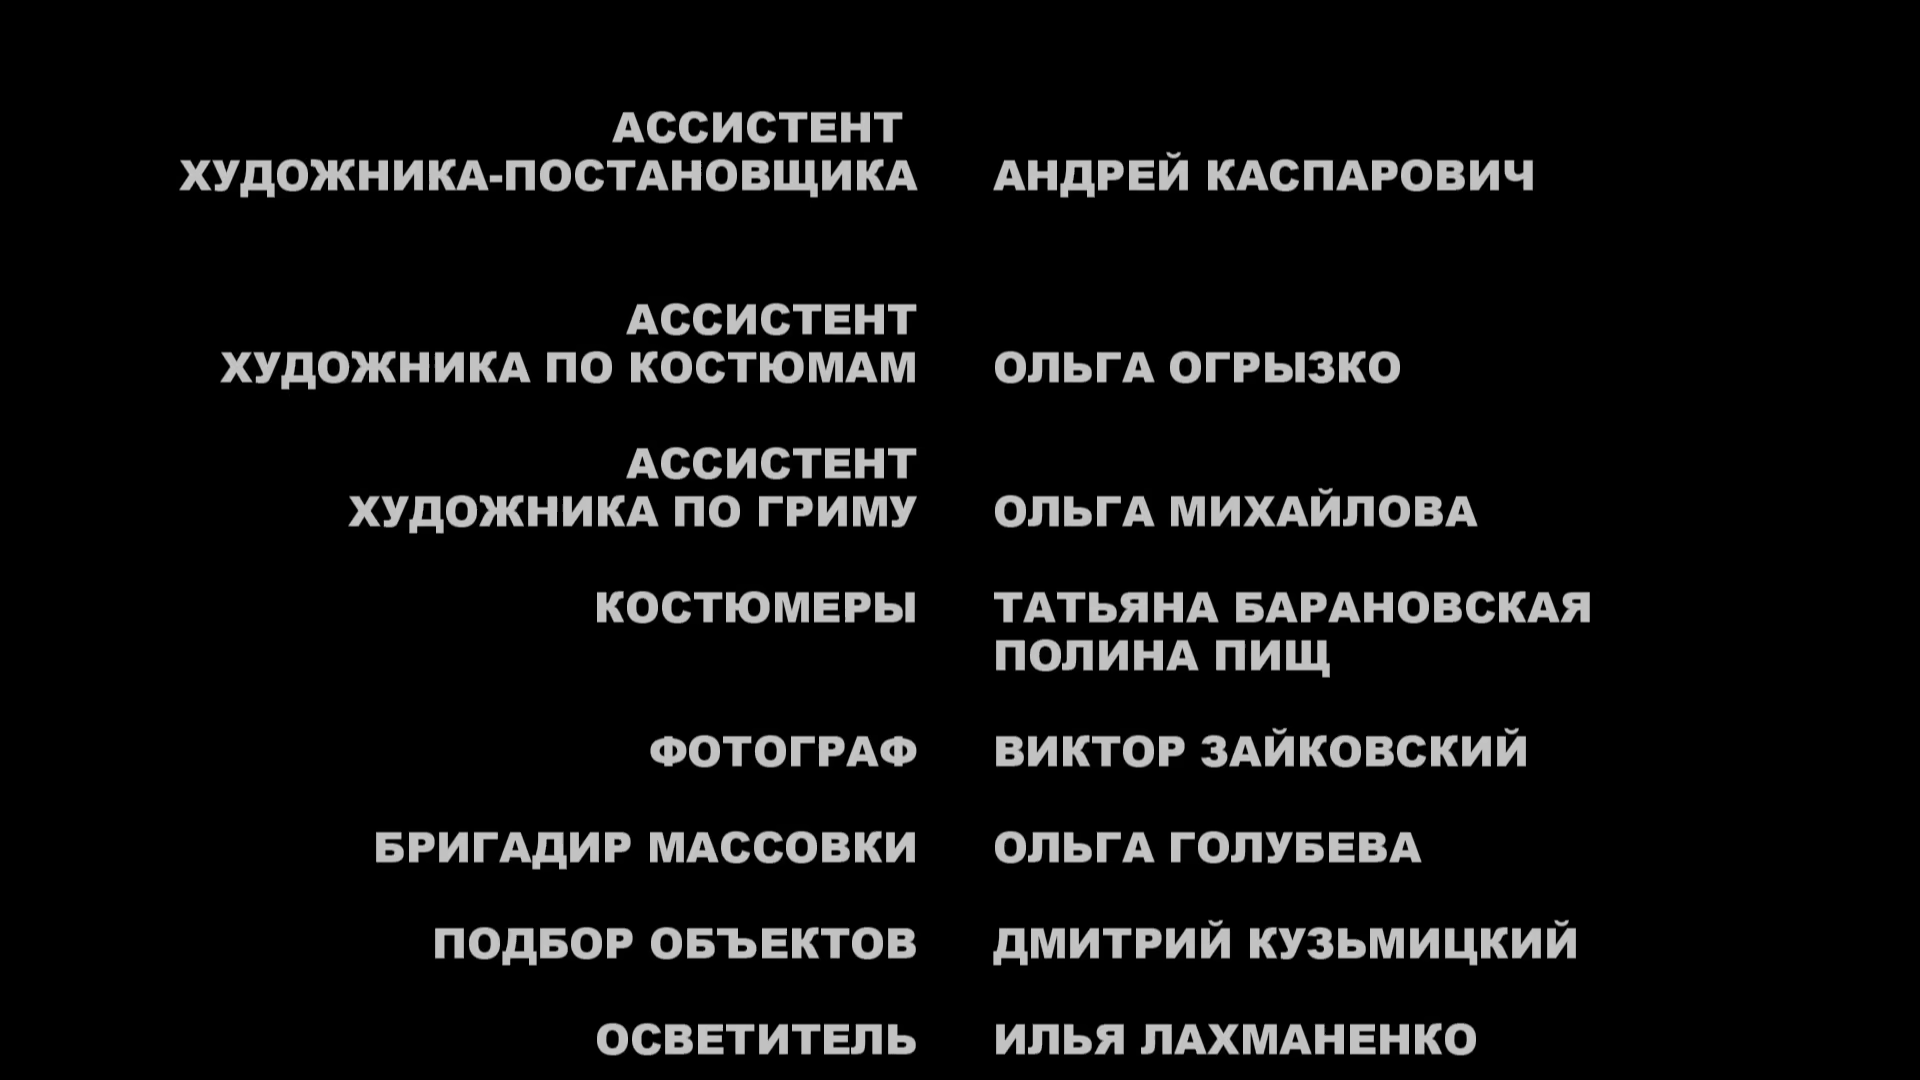 АССИСТЕНТ
ХУДОЖНИКА-ПОСТАНОВЩИКА АНДРЕЙ КАСПАРОВИЧ
АССИСТЕНТ
ХУДОЖНИКА ПО КОСТЮМАМ ОЛЬГА ОГРЫЗКО
АССИСТЕНТ
ХУДОЖНИКА ПО ГРИМУ ОЛЬГА МИХАЙЛОВА
КОСТЮМЕРЫ ТАТЬЯНА БАРАНОВСКАЯ
ПОЛИНА ПИЩ
ФОТОГРАФ ВИКТОР ЗАЙКОВСКИЙ
БРИГАДИР МАССОВКИ ОЛЬГА ГОЛУБЕВА
ПОДБОР ОБЪЕКТОВ ДМИТРИЙ КУЗЬМИЦКИЙ
ОСВЕТИТЕЛЬ ИЛЬЯ ЛАХМАНЕНКО